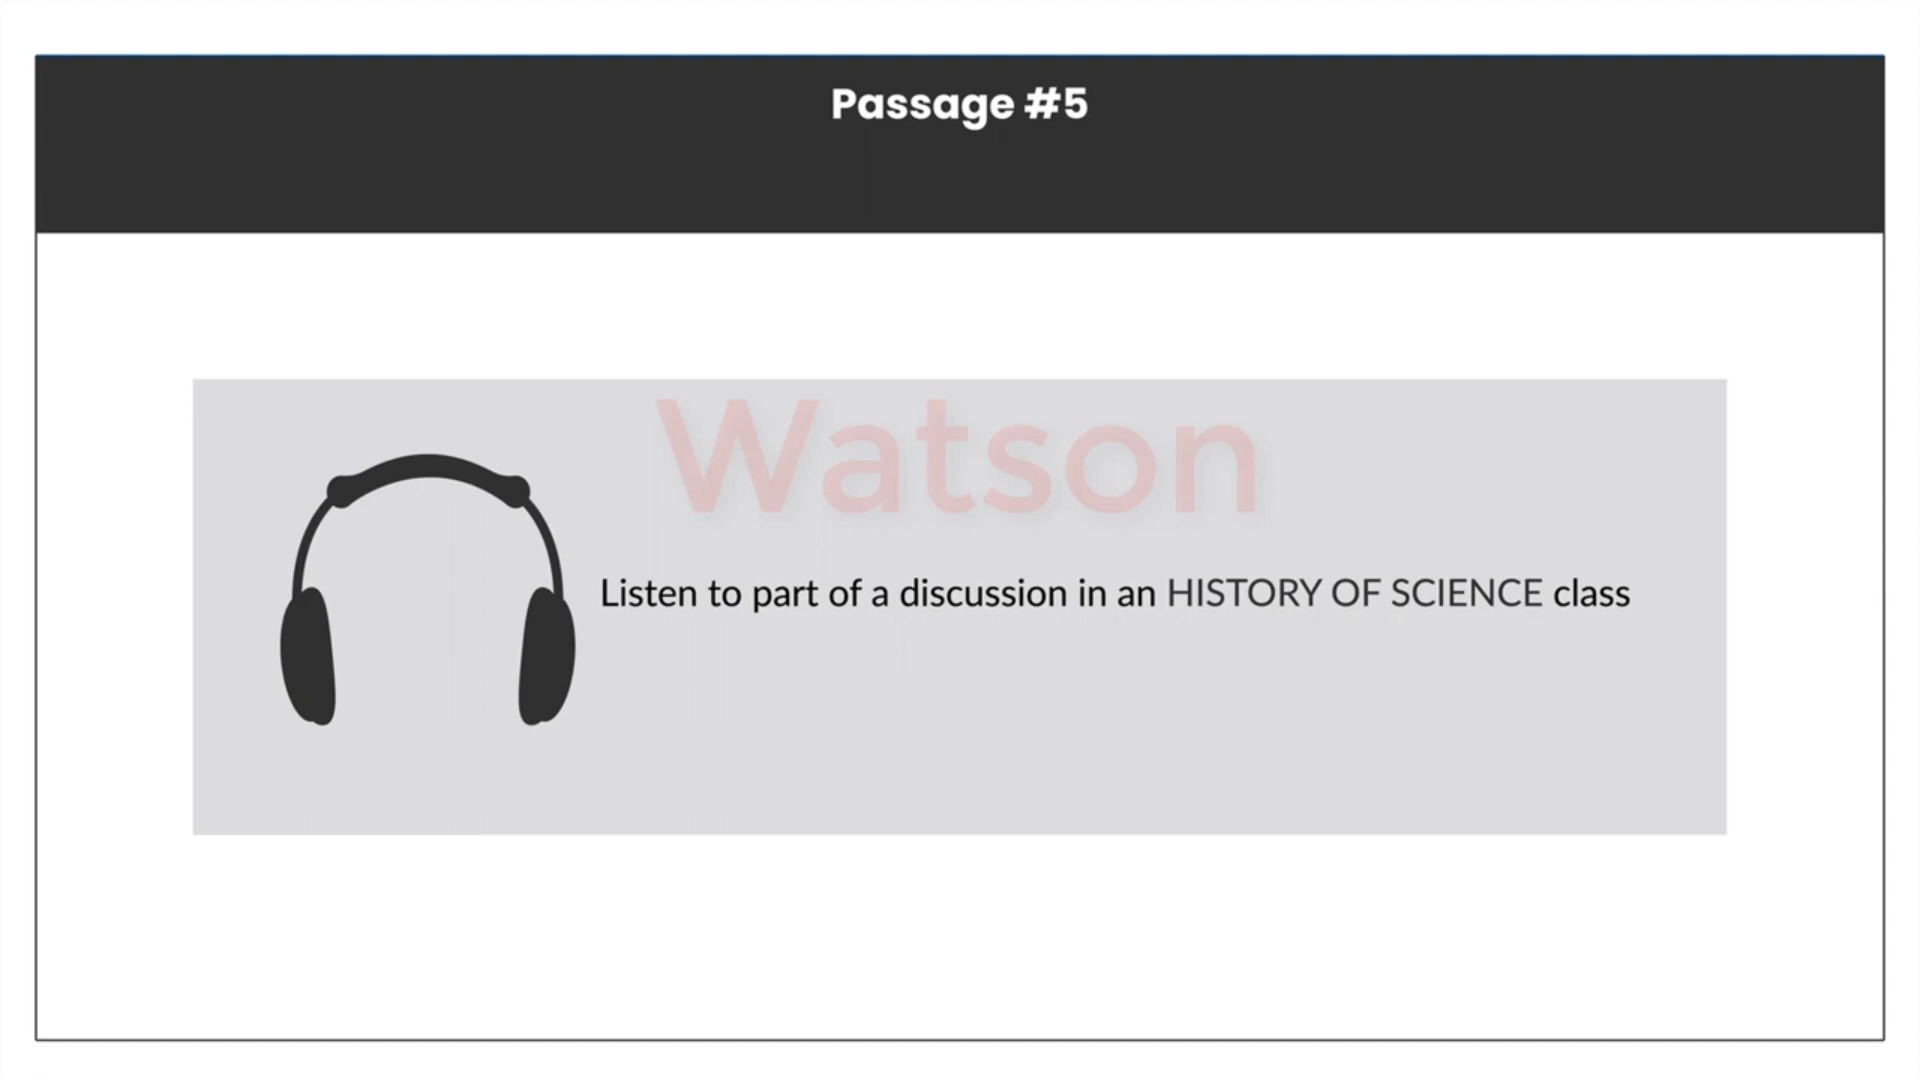 Passage #5
Watson
Listen to part of a discussion in an HISTORY OF SCIENCE class